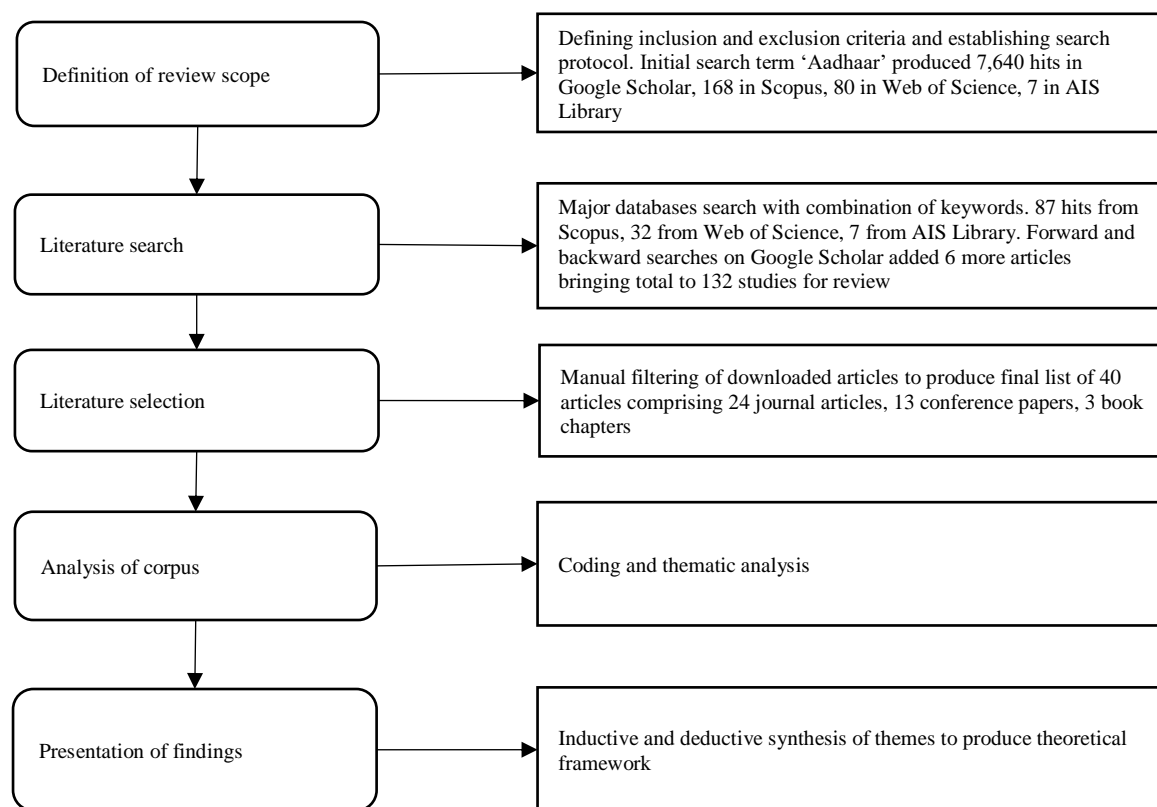 Definition of review scope
Defining inclusion and exclusion criteria and establishing search
protocol. Initial search term ‘Aadhaar’ produced 7,640 hits in
Google Scholar, 168 in Scopus, 80 in Web of Science, 7 in AIS
Library
Literature search
Major databases search with combination of keywords. 87 hits from
Scopus, 32 from Web of Science, 7 from AIS Library. Forward and
backward searches on Google Scholar added 6 more articles
bringing total to 132 studies for review
Literature selection
Manual filtering of downloaded articles to produce final list of 40
articles comprising 24 journal articles, 13 conference papers, 3 book
chapters
Analysis of corpus
Coding and thematic analysis
Presentation of findings
Inductive and deductive synthesis of themes to produce theoretical
framework